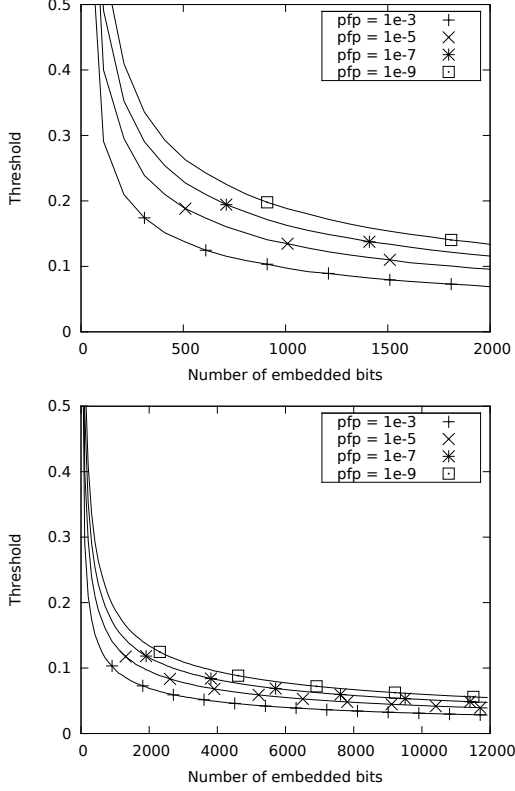 0.5
pfp = 1e-3
pfp = 1e-5
pfp = 1e-7
pfp = 1e-9
0.4
0.3
Threshold
0.2
0.1
0
0 500 1000 1500 2000
Number of embedded bits
0.5
pfp = 1e-3
pfp = 1e-5
pfp = 1e-7
pfp = 1e-9
0.4
0.3
Threshold
0.2
0.1
0
0 2000 4000 6000 8000 10000 12000
Number of embedded bits